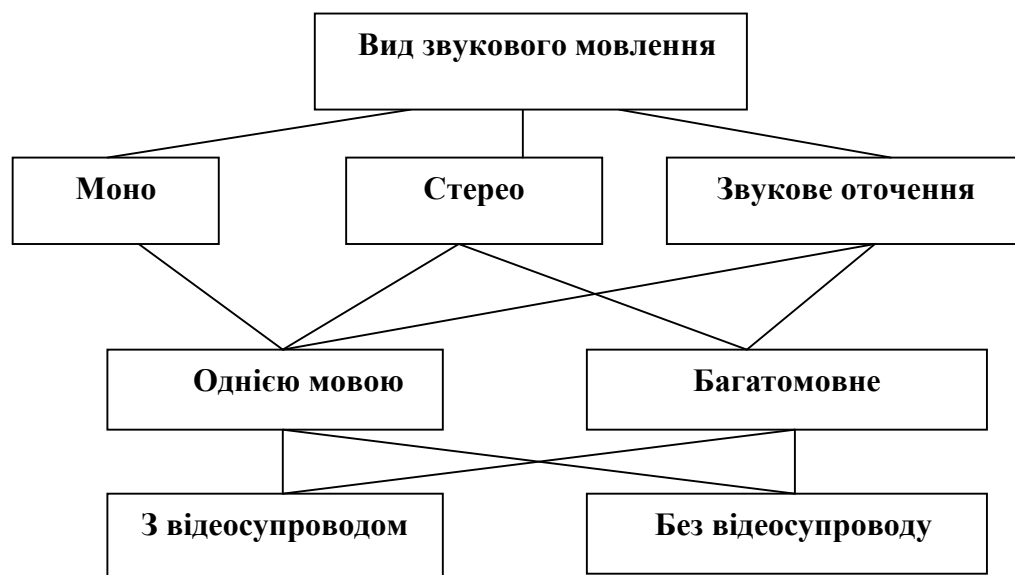 Вид звукового мовлення
Моно
Стерео
Звукове оточення
Однією мовою
Багатомовне
З відеосупроводом
Без відеосупроводу